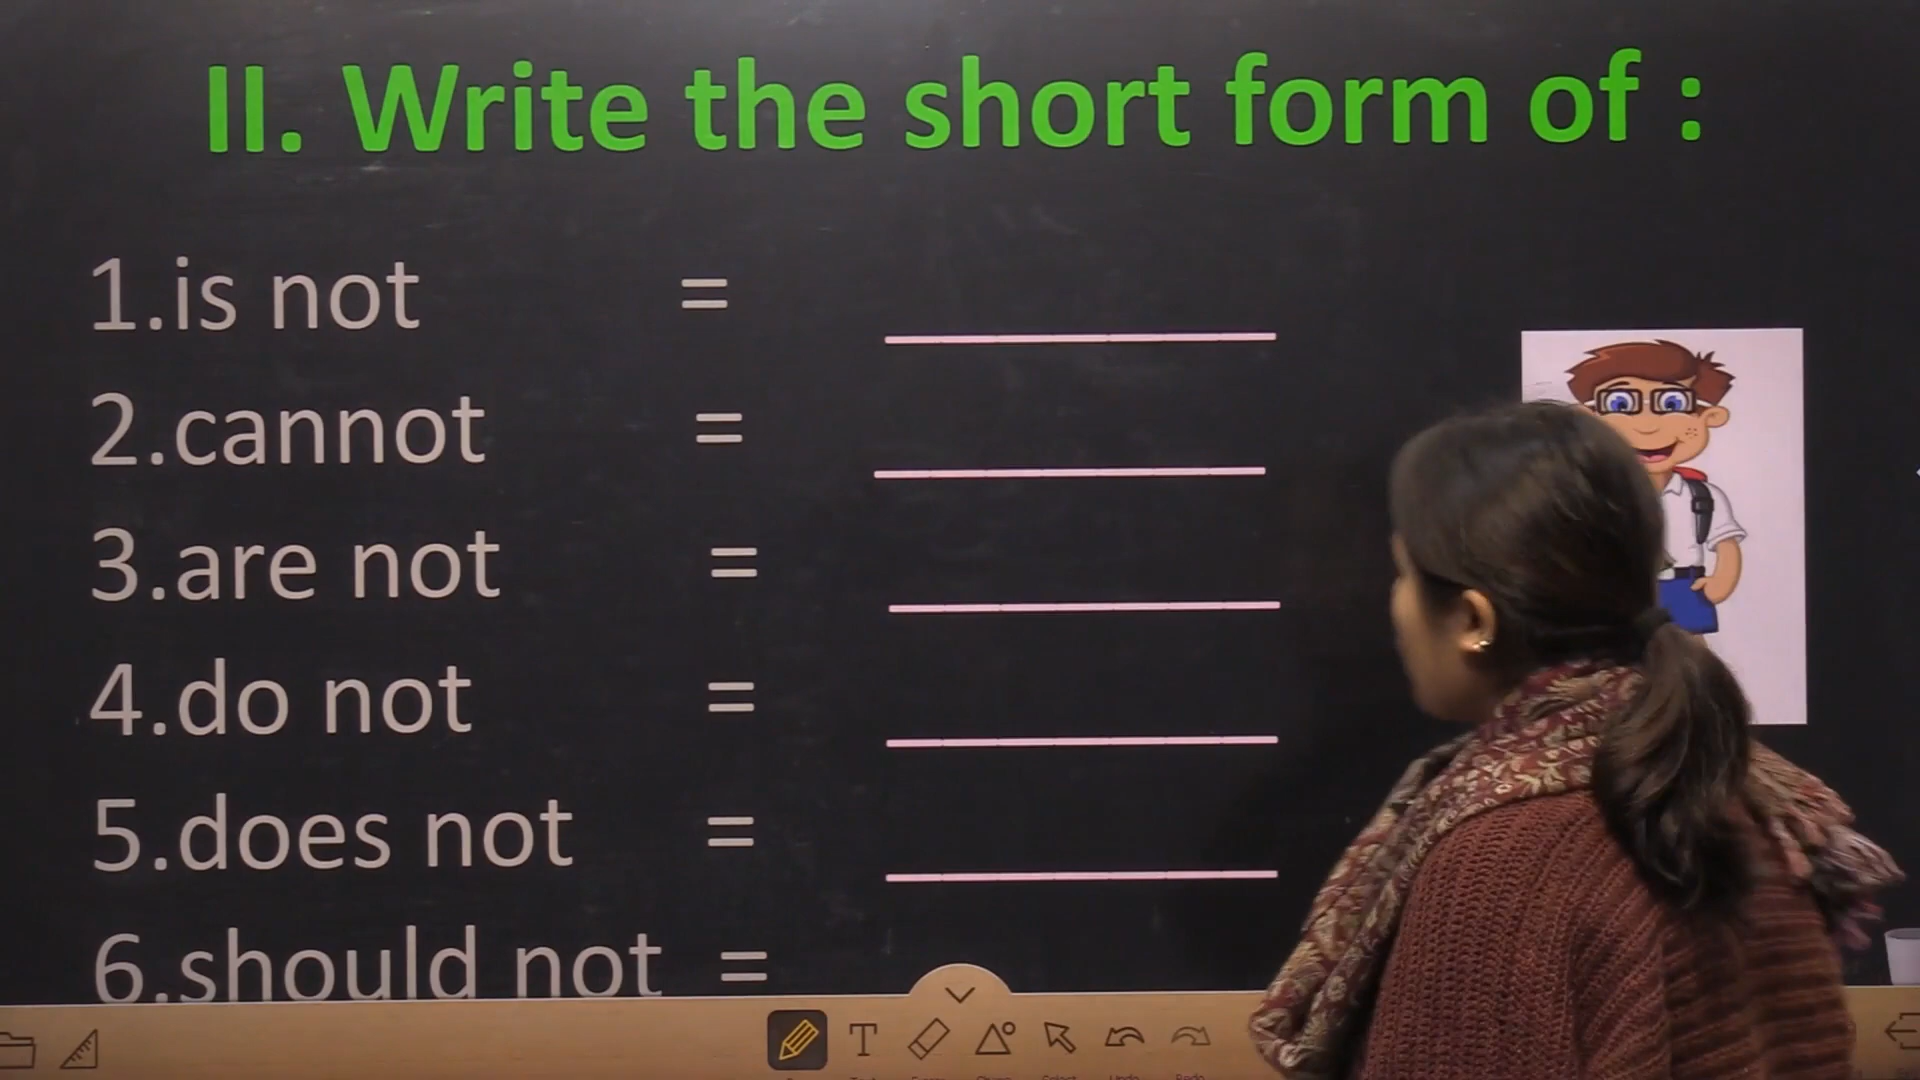 II. Write the short form of :
1.is not =
2.cannot =
3.are not =
4.do not =
5.does not =
6.should not =
T